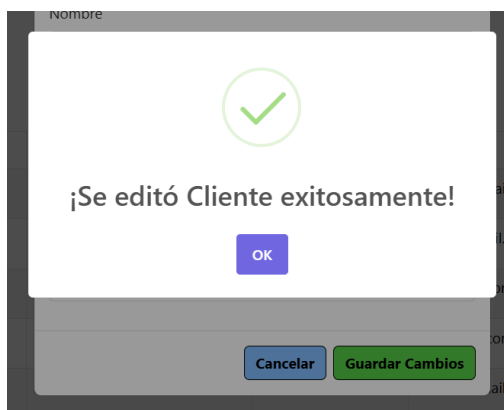 Nombre
¡Se editó Cliente exitosamente!
OK
Cancelar
Guardar Cambios